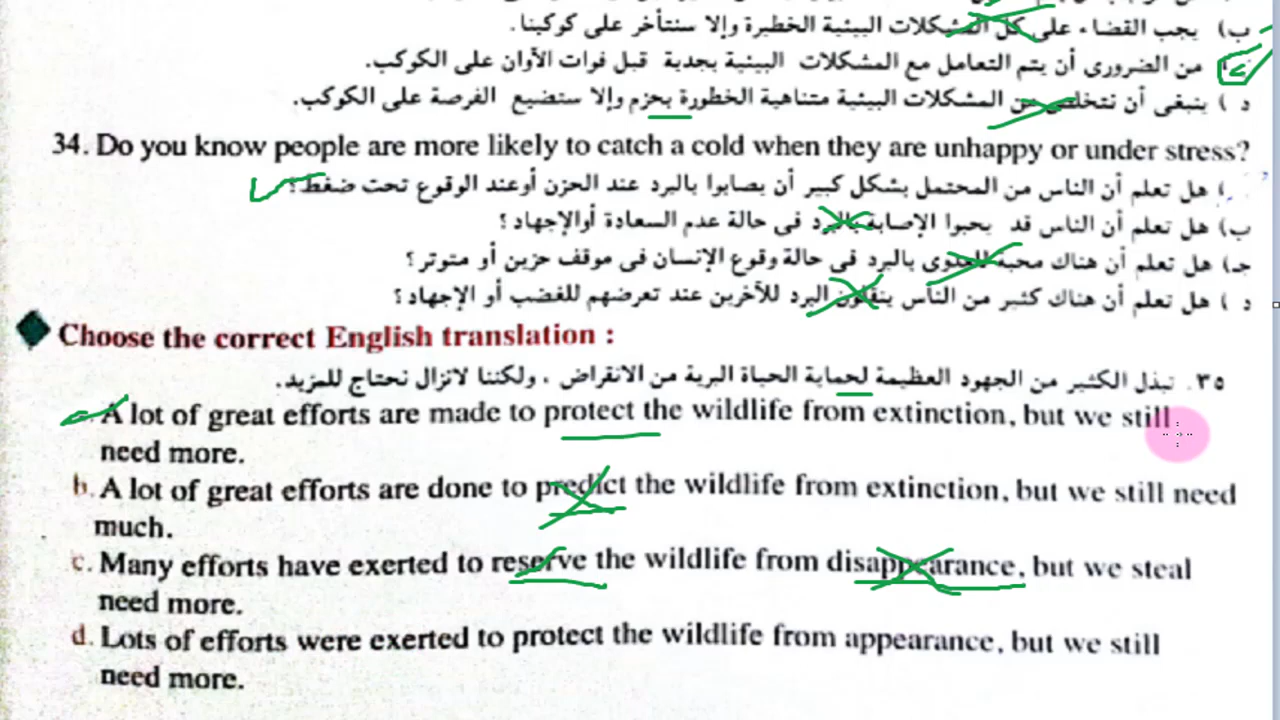 ب) يجب القضاء على كل المشكلات البيئية الخطيرة وإلا سنتأخر على كوكبنا.
من الضرورى أن يتم التعامل مع المشكلات البيئية بجدية قبل فوات الأوان على الكوكب.
د ) ينبغى أن نتخلص من المشكلات البيئية متناهية الخطورة بحزم وإلا ستضيع الفرصة على الكوكب.
34. Do you know people are more likely to catch a cold when they are unhappy or under stress?
هل تعلم أن الناس من المحتمل بشكل كبير أن يصابوا بالبرد عند الحزن أوعند الوقوع تحت ضغط؟
ب) هل تعلم أن الناس قد يحبوا الإصابة بالبرد فى حالة عدم السعادة أوالإجهاد ؟
جـ) هل تعلم أن هناك محبة للعدوى بالبرد فى حالة وقوع الإنسان فى موقف حزين أو متوتر ؟
د ) هل تعلم أن هناك كثير من الناس ينقلون البرد للآخرين عند تعرضهم للغضب أو الإجهاد ؟
Choose the correct English translation :
٣٥. تبذل الكثير من الجهود العظيمة لحماية الحياة البرية من الانقراض ، ولكننا لانزال نحتاج للمزيد.
A lot of great efforts are made to protect the wildlife from extinction, but we still
need more.
b. A lot of great efforts are done to predict the wildlife from extinction, but we still need
much.
c. Many efforts have exerted to reserve the wildlife from disappearance, but we steal
need more.
d. Lots of efforts were exerted to protect the wildlife from appearance, but we still
need more.